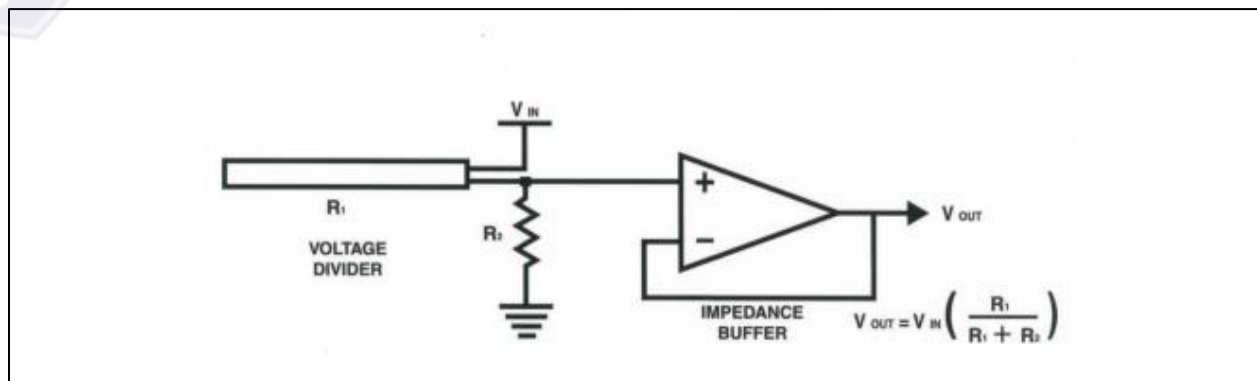 V IN
R₁
VOLTAGE
DIVIDER
R₂
+
−
V OUT
IMPEDANCE
BUFFER
V OUT = V IN ( R₁ / R₁ + R₂ )